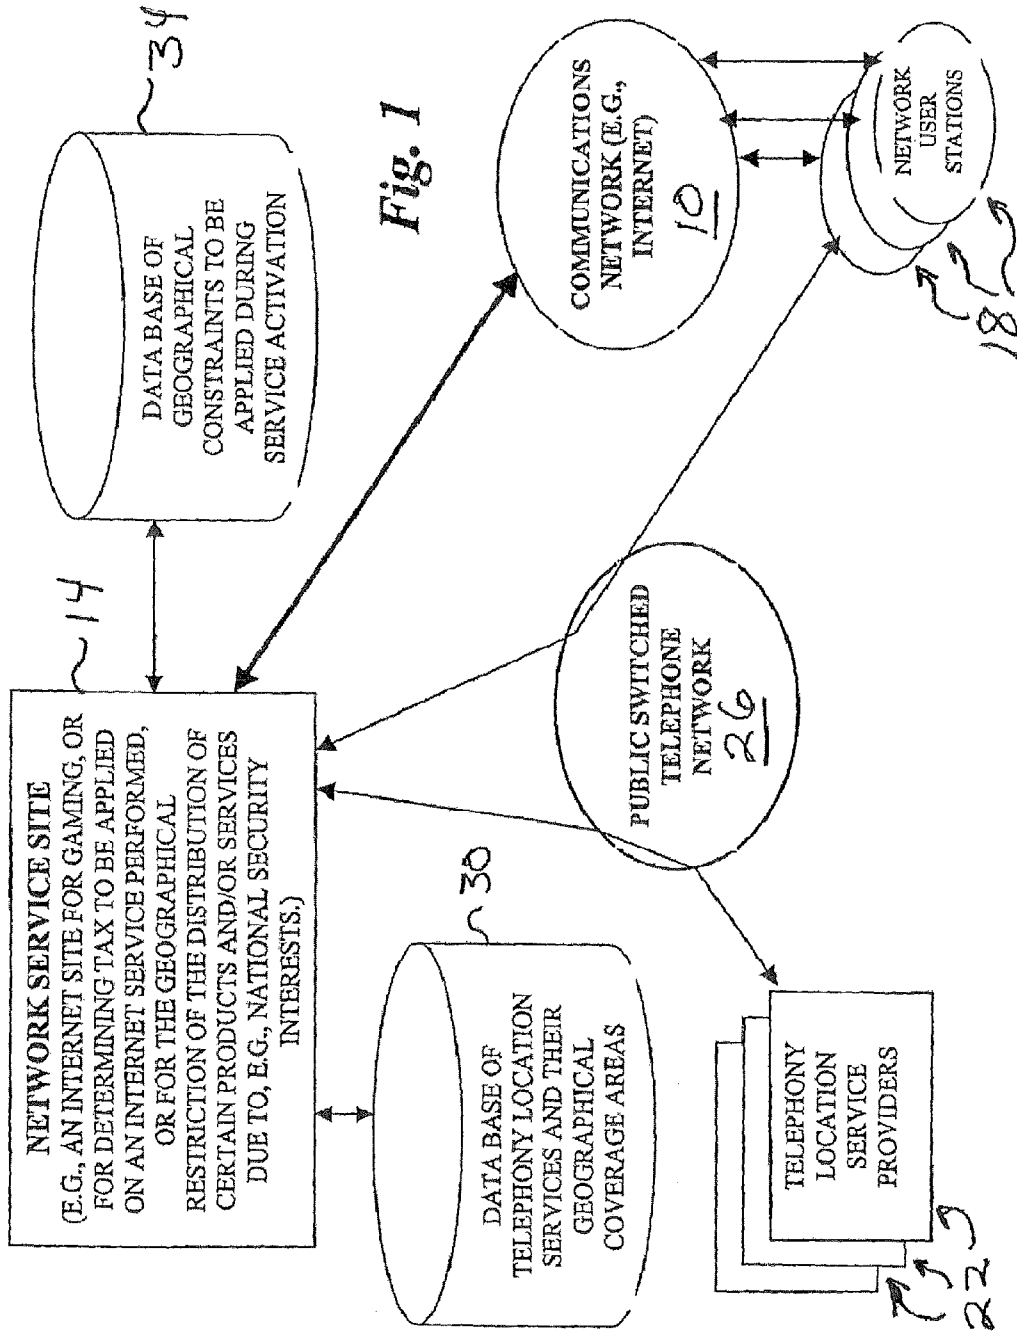 NETWORK SERVICE SITE
(E.G., AN INTERNET SITE FOR GAMING, OR
FOR DETERMINING TAX TO BE APPLIED
ON AN INTERNET SERVICE PERFORMED,
OR FOR THE GEOGRAPHICAL
RESTRICTION OF THE DISTRIBUTION OF
CERTAIN PRODUCTS AND/OR SERVICES
DUE TO, E.G., NATIONAL SECURITY
INTERESTS.)
14
DATA BASE OF
GEOGRAPHICAL
CONSTRAINTS TO BE
APPLIED DURING
SERVICE ACTIVATION
34
Fig. 1
DATA BASE OF
TELEPHONY LOCATION
SERVICES AND THEIR
GEOGRAPHICAL
COVERAGE AREAS
30
PUBLIC SWITCHED
TELEPHONE
NETWORK
26
COMMUNICATIONS
NETWORK (E.G.,
INTERNET)
10
TELEPHONY
LOCATION
SERVICE
PROVIDERS
22
NETWORK
USER
STATIONS
18